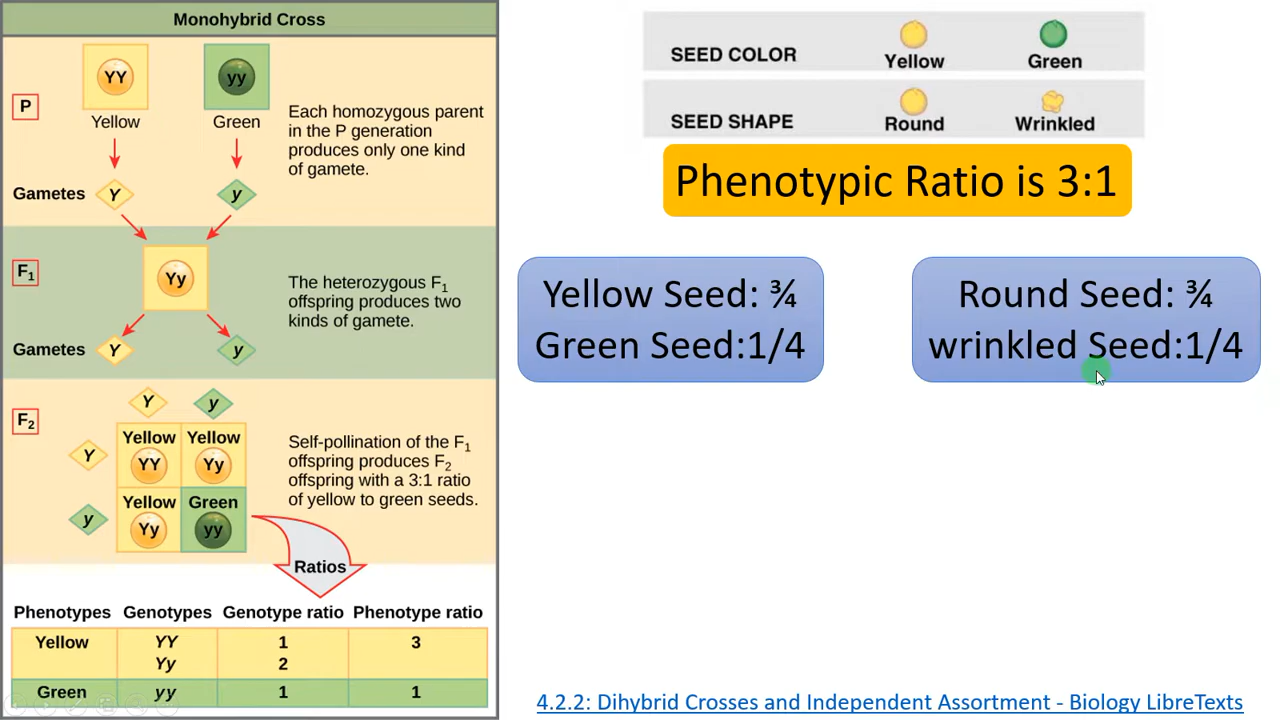 Monohybrid Cross
P
YY
yy
Yellow
Green
Each homozygous parent
in the P generation
produces only one kind
of gamete.
Gametes
Y
y
F₁
Yy
The heterozygous F₁
offspring produces two
kinds of gamete.
Gametes
Y
y
F₂
Y
y
Y
Yellow
YY
Yellow
Yy
y
Yellow
Yy
Green
yy
Self-pollination of the F₁
offspring produces F₂
offspring with a 3:1 ratio
of yellow to green seeds.
Ratios
Phenotypes Genotypes Genotype ratio Phenotype ratio
Yellow YY 1 3
Yy 2
Green yy 1 1
SEED COLOR Yellow Green
SEED SHAPE Round Wrinkled
Phenotypic Ratio is 3:1
Yellow Seed: ¾
Green Seed:1/4
Round Seed: ¾
wrinkled Seed:1/4
4.2.2: Dihybrid Crosses and Independent Assortment - Biology LibreTexts